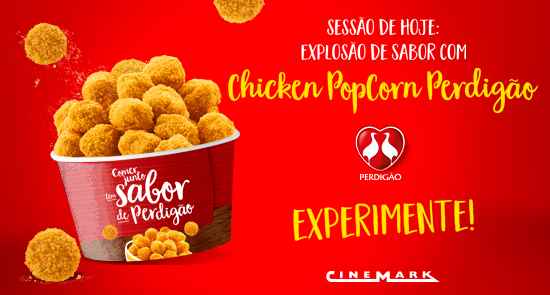 SESSÃO DE HOJE:
EXPLOSÃO DE SABOR COM
Chicken PopCorn Perdigão
PERDIGÃO
EXPERIMENTE!
CINEMARK
Comer
junto
tem
sabor
de Perdigão